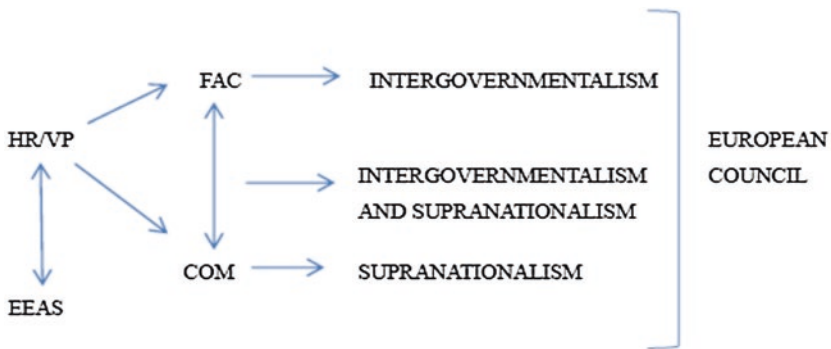 FAC
INTERGOVERNMENTALISM
HR/VP
EUROPEAN
COUNCIL
INTERGOVERNMENTALISM
AND SUPRANATIONALISM
COM
SUPRANATIONALISM
EEAS